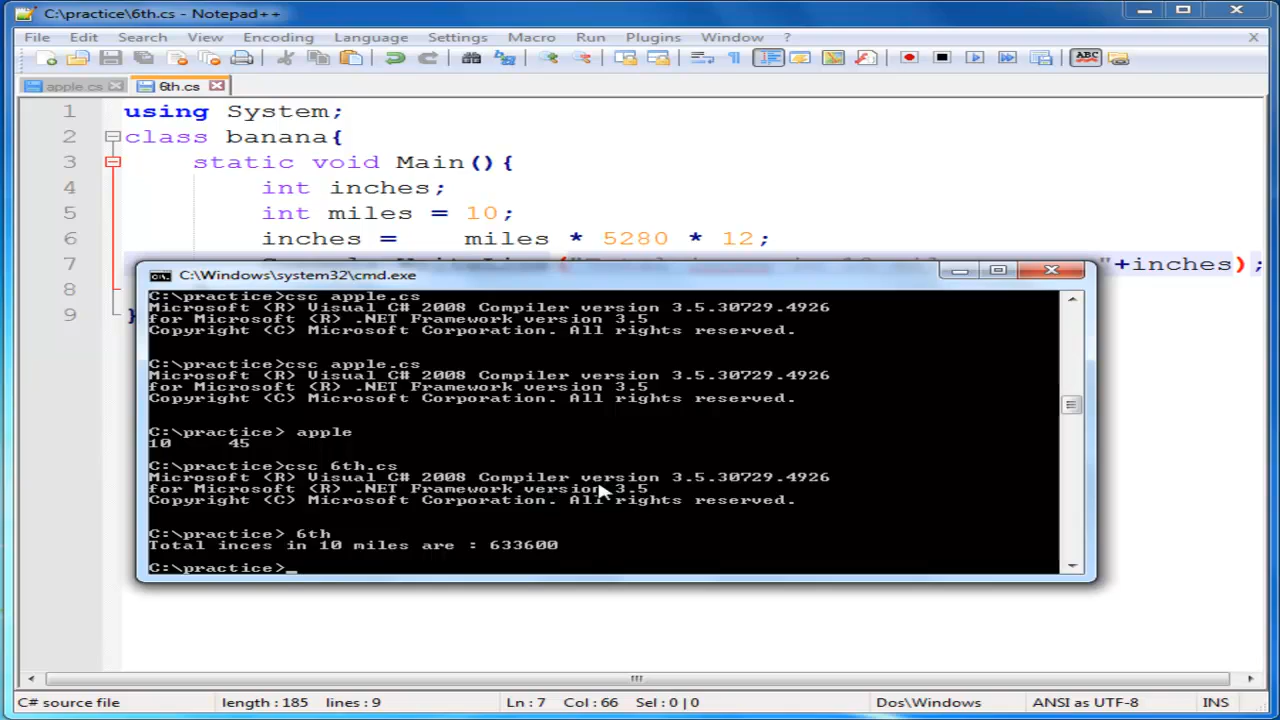 C:\practice\6th.cs - Notepad++
File Edit Search View Encoding Language Settings Macro Run Plugins Window ? X
ABC
apple.cs 6th.cs
1 using System;
2 class banana{
3 static void Main(){
4 int inches;
5 int miles = 10;
6 inches = miles * 5280 * 12;
7 "+inches);
8
9 }
C:\Windows\system32\cmd.exe
C:\practice>csc apple.cs
Microsoft (R) Visual C# 2008 Compiler version 3.5.30729.4926
for Microsoft (R) .NET Framework version 3.5
Copyright (C) Microsoft Corporation. All rights reserved.
C:\practice>csc apple.cs
Microsoft (R) Visual C# 2008 Compiler version 3.5.30729.4926
for Microsoft (R) .NET Framework version 3.5
Copyright (C) Microsoft Corporation. All rights reserved.
C:\practice> apple
10 45
C:\practice>csc 6th.cs
Microsoft (R) Visual C# 2008 Compiler version 3.5.30729.4926
for Microsoft (R) .NET Framework version 3.5
Copyright (C) Microsoft Corporation. All rights reserved.
C:\practice> 6th
Total inces in 10 miles are : 633600
C:\practice>_
C# source file length : 185 lines : 9 Ln : 7 Col : 66 Sel : 0 | 0 Dos\Windows ANSI as UTF-8 INS